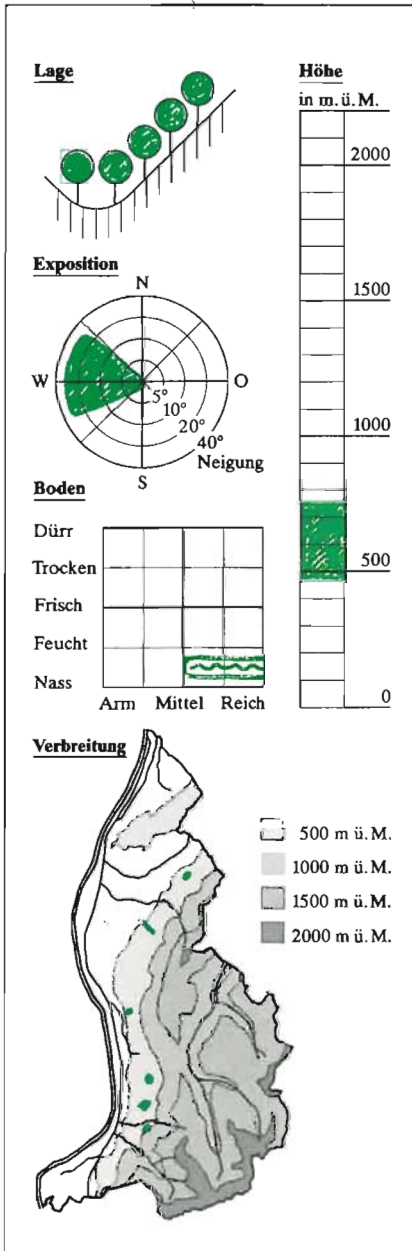 Lage
Höhe
in m. ü. M.
2000
1500
1000
500
0
Exposition
N
W
O
S
5°
10°
20°
40°
Neigung
Boden
Dürr
Trocken
Frisch
Feucht
Nass
Arm Mittel Reich
Verbreitung
500 m ü. M.
1000 m ü. M.
1500 m ü. M.
2000 m ü. M.